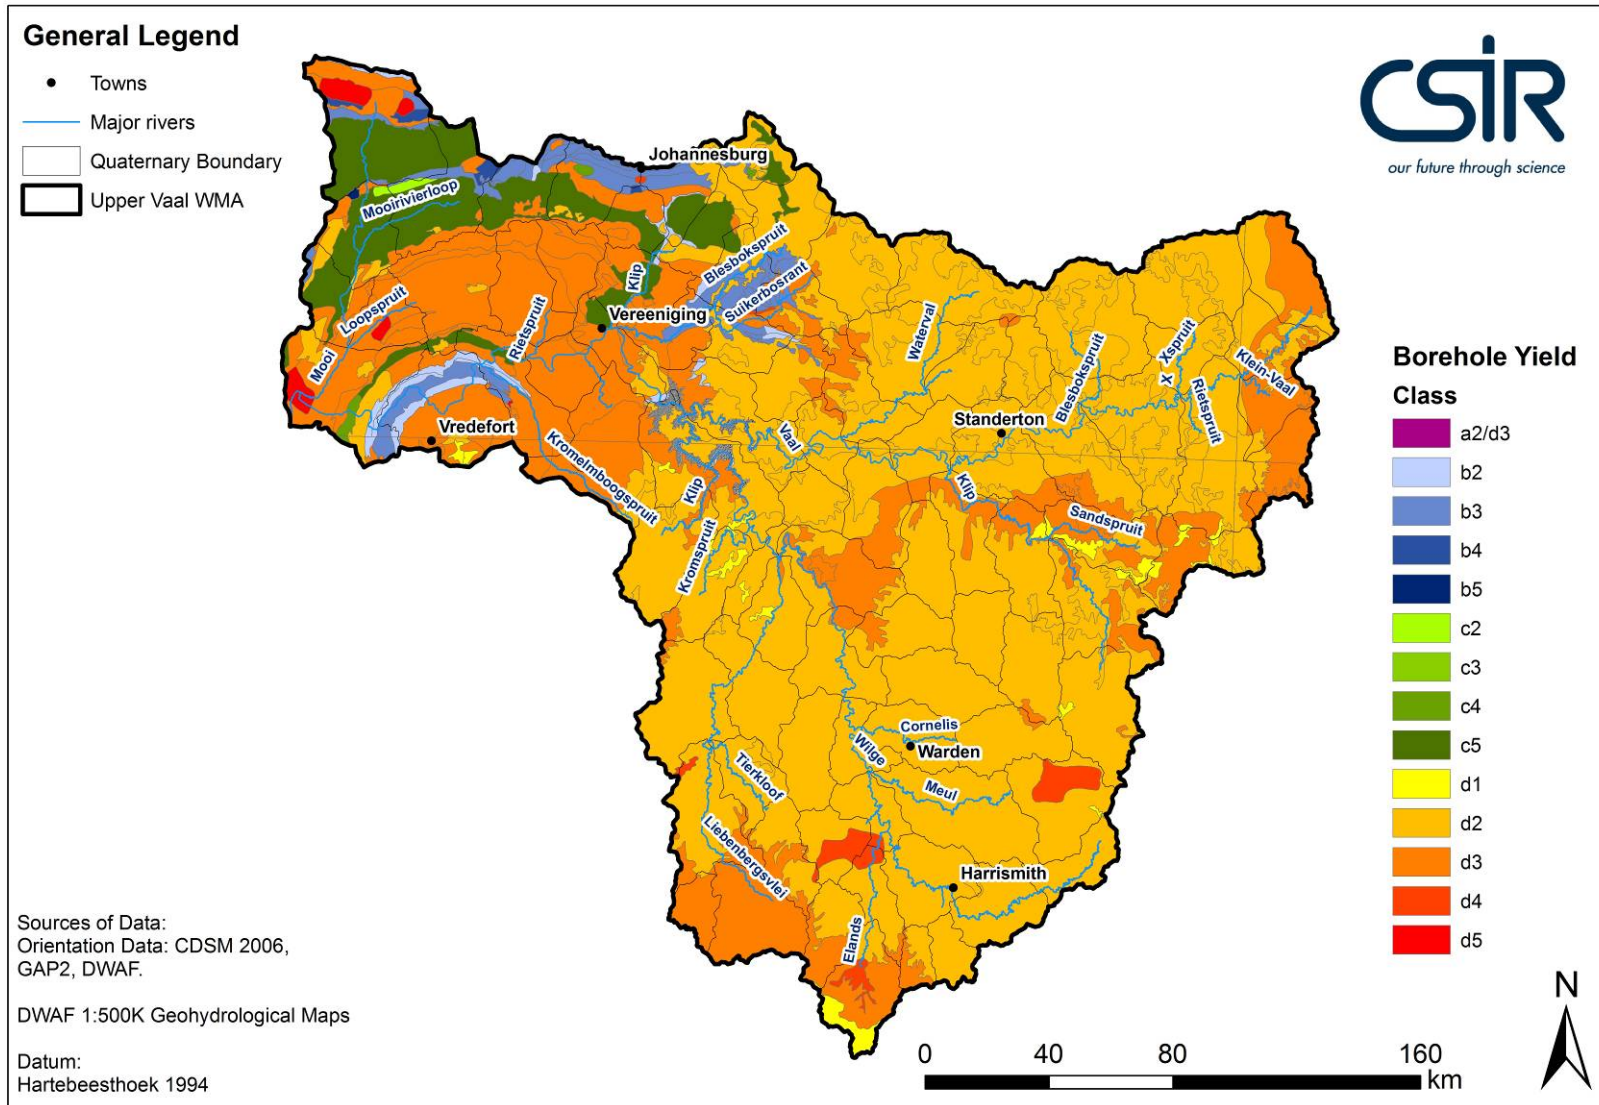 General Legend
Towns
Major rivers
Quaternary Boundary
Upper Vaal WMA
CSIR
our future through science
Johannesburg
Mooirivierloop
Blesbokspruit
Klip
Suikerbosrant
Loopspruit
Vereeniging
Rietspruit
Mooi
Waterval
Blesbokspruit
Xspruit
X
Klein-Vaal
Rietspruit
Standerton
Vaal
Vredefort
Kromelmboogspruit
Klip
Klip
Sandspruit
Kromspruit
Cornelis
Warden
Wilge
Meul
Tierkloof
Liebenbergsvlei
Harrismith
Elands
Borehole Yield
Class
a2/d3
b2
b3
b4
b5
c2
c3
c4
c5
d1
d2
d3
d4
d5
Sources of Data:
Orientation Data: CDSM 2006,
GAP2, DWAF.
DWAF 1:500K Geohydrological Maps
Datum:
Hartebeesthoek 1994
0 40 80 160
km
N